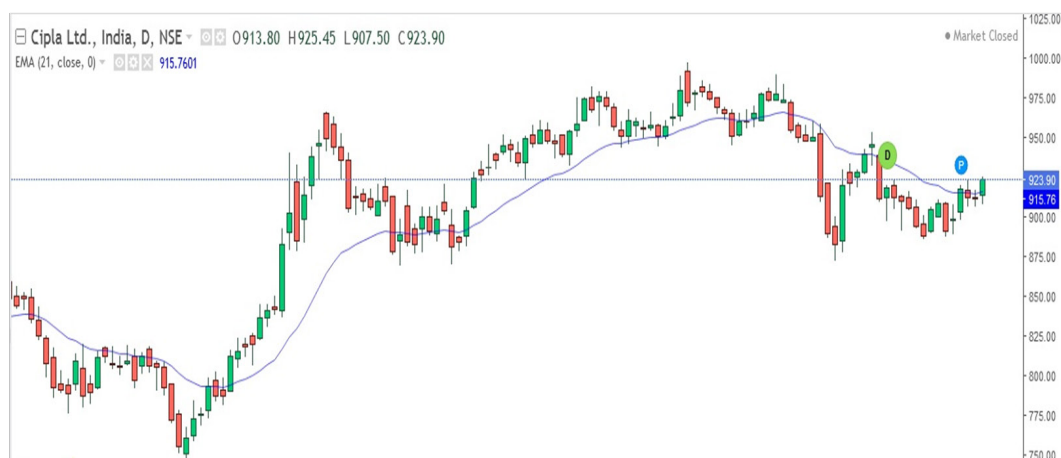 Cipla Ltd., India, D, NSE O913.80 H925.45 L907.50 C923.90
Market Closed
EMA (21, close, 0) 915.7601
1025.00
1000.00
975.00
950.00
D
P
923.90
915.76
900.00
875.00
850.00
825.00
800.00
775.00
750.00